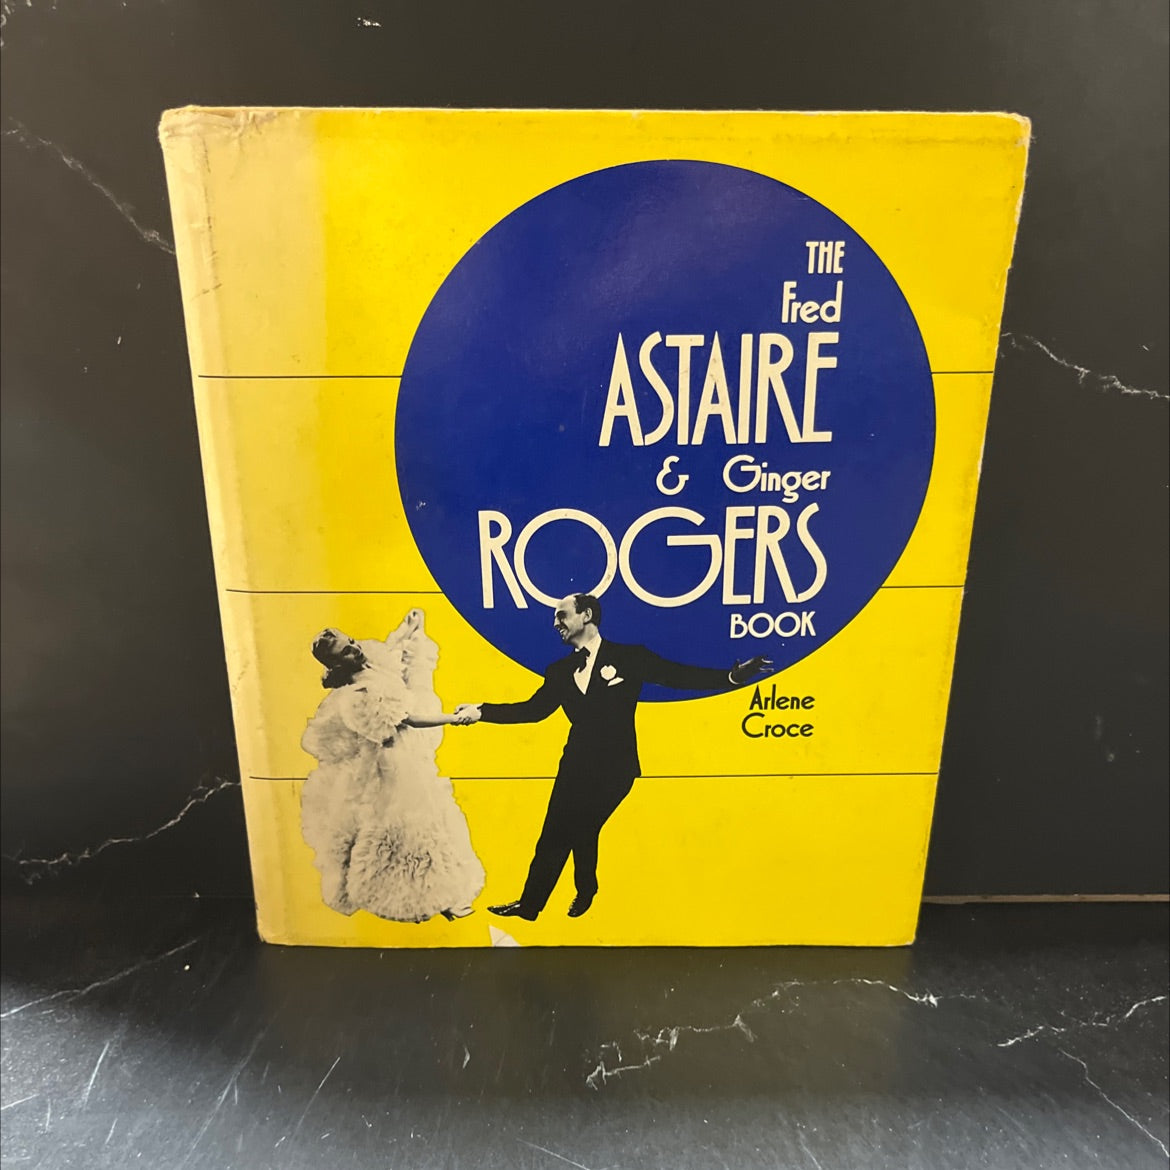 THE
Fred
ASTAIRE
& Ginger
ROGERS
BOOK
Arlene
Croce